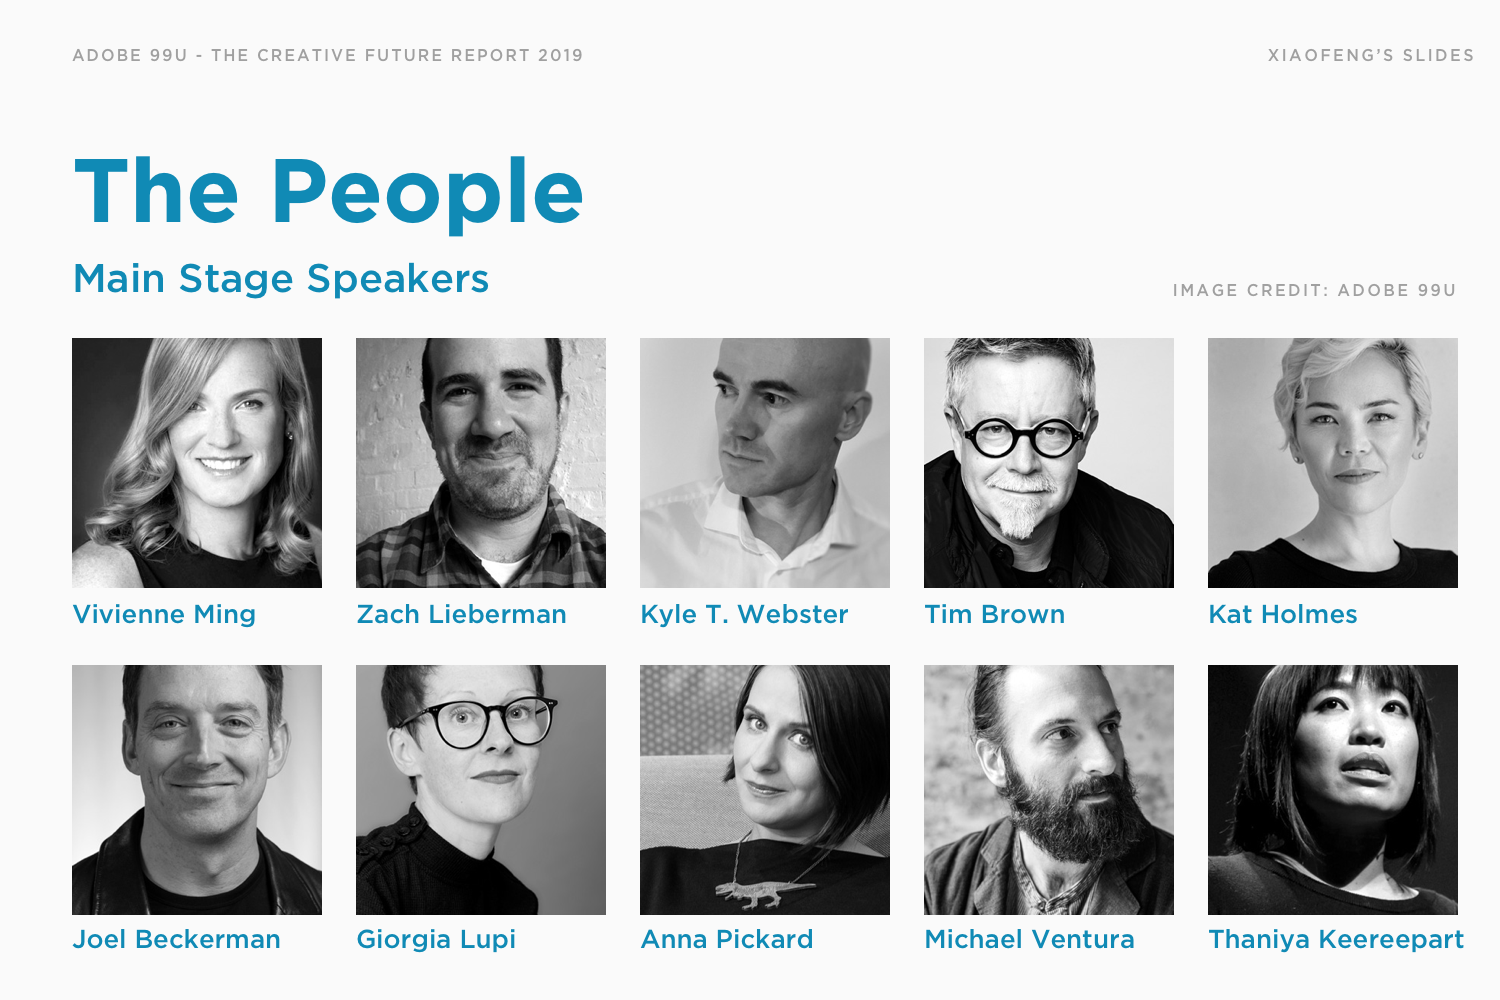 ADOBE 99U - THE CREATIVE FUTURE REPORT 2019
XIAOFENG'S SLIDES
The People
Main Stage Speakers
IMAGE CREDIT: ADOBE 99U
Vivienne Ming
Zach Lieberman
Kyle T. Webster
Tim Brown
Kat Holmes
Joel Beckerman
Giorgia Lupi
Anna Pickard
Michael Ventura
Thaniya Keereepart